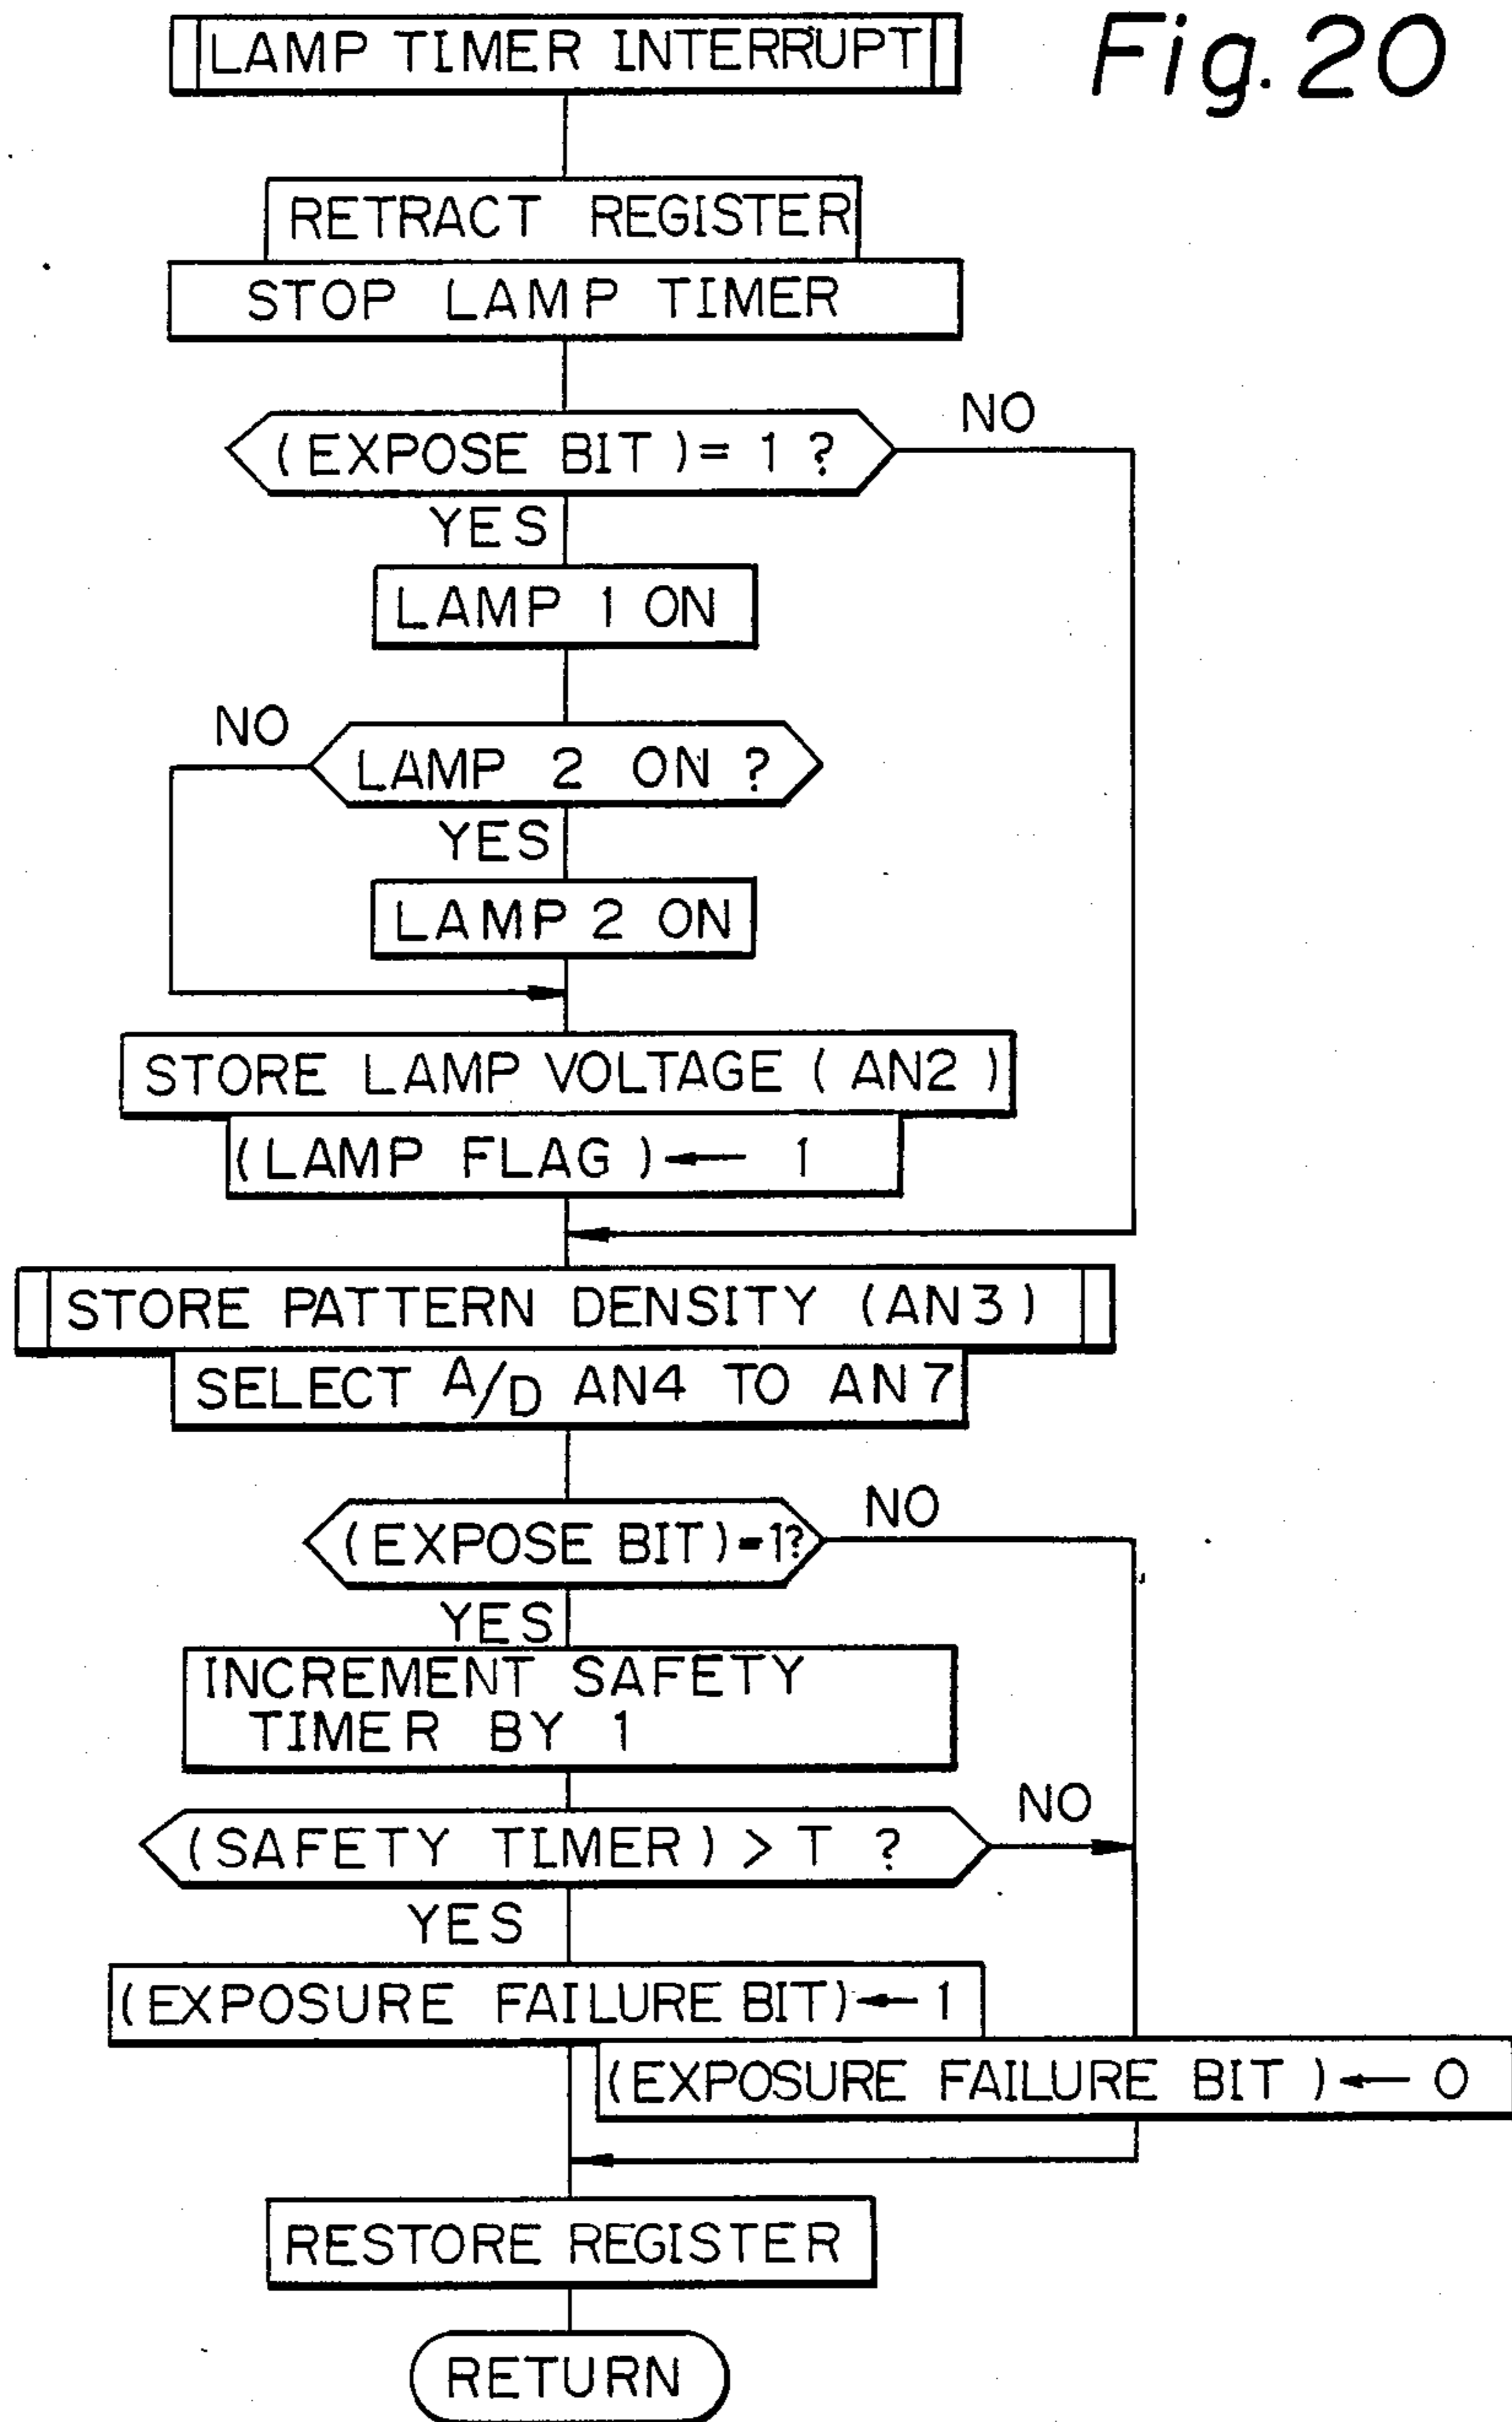 Fig. 20
LAMP TIMER INTERRUPT
RETRACT REGISTER
STOP LAMP TIMER
(EXPOSE BIT) = 1 ?
NO
YES
LAMP 1 ON
NO
LAMP 2 ON ?
YES
LAMP 2 ON
STORE LAMP VOLTAGE (AN2)
(LAMP FLAG) ← 1
STORE PATTERN DENSITY (AN3)
SELECT A/D AN4 TO AN7
(EXPOSE BIT) = 1?
NO
YES
INCREMENT SAFETY
TIMER BY 1
(SAFETY TIMER) > T ?
NO
YES
(EXPOSURE FAILURE BIT) ← 1
(EXPOSURE FAILURE BIT) ← 0
RESTORE REGISTER
RETURN